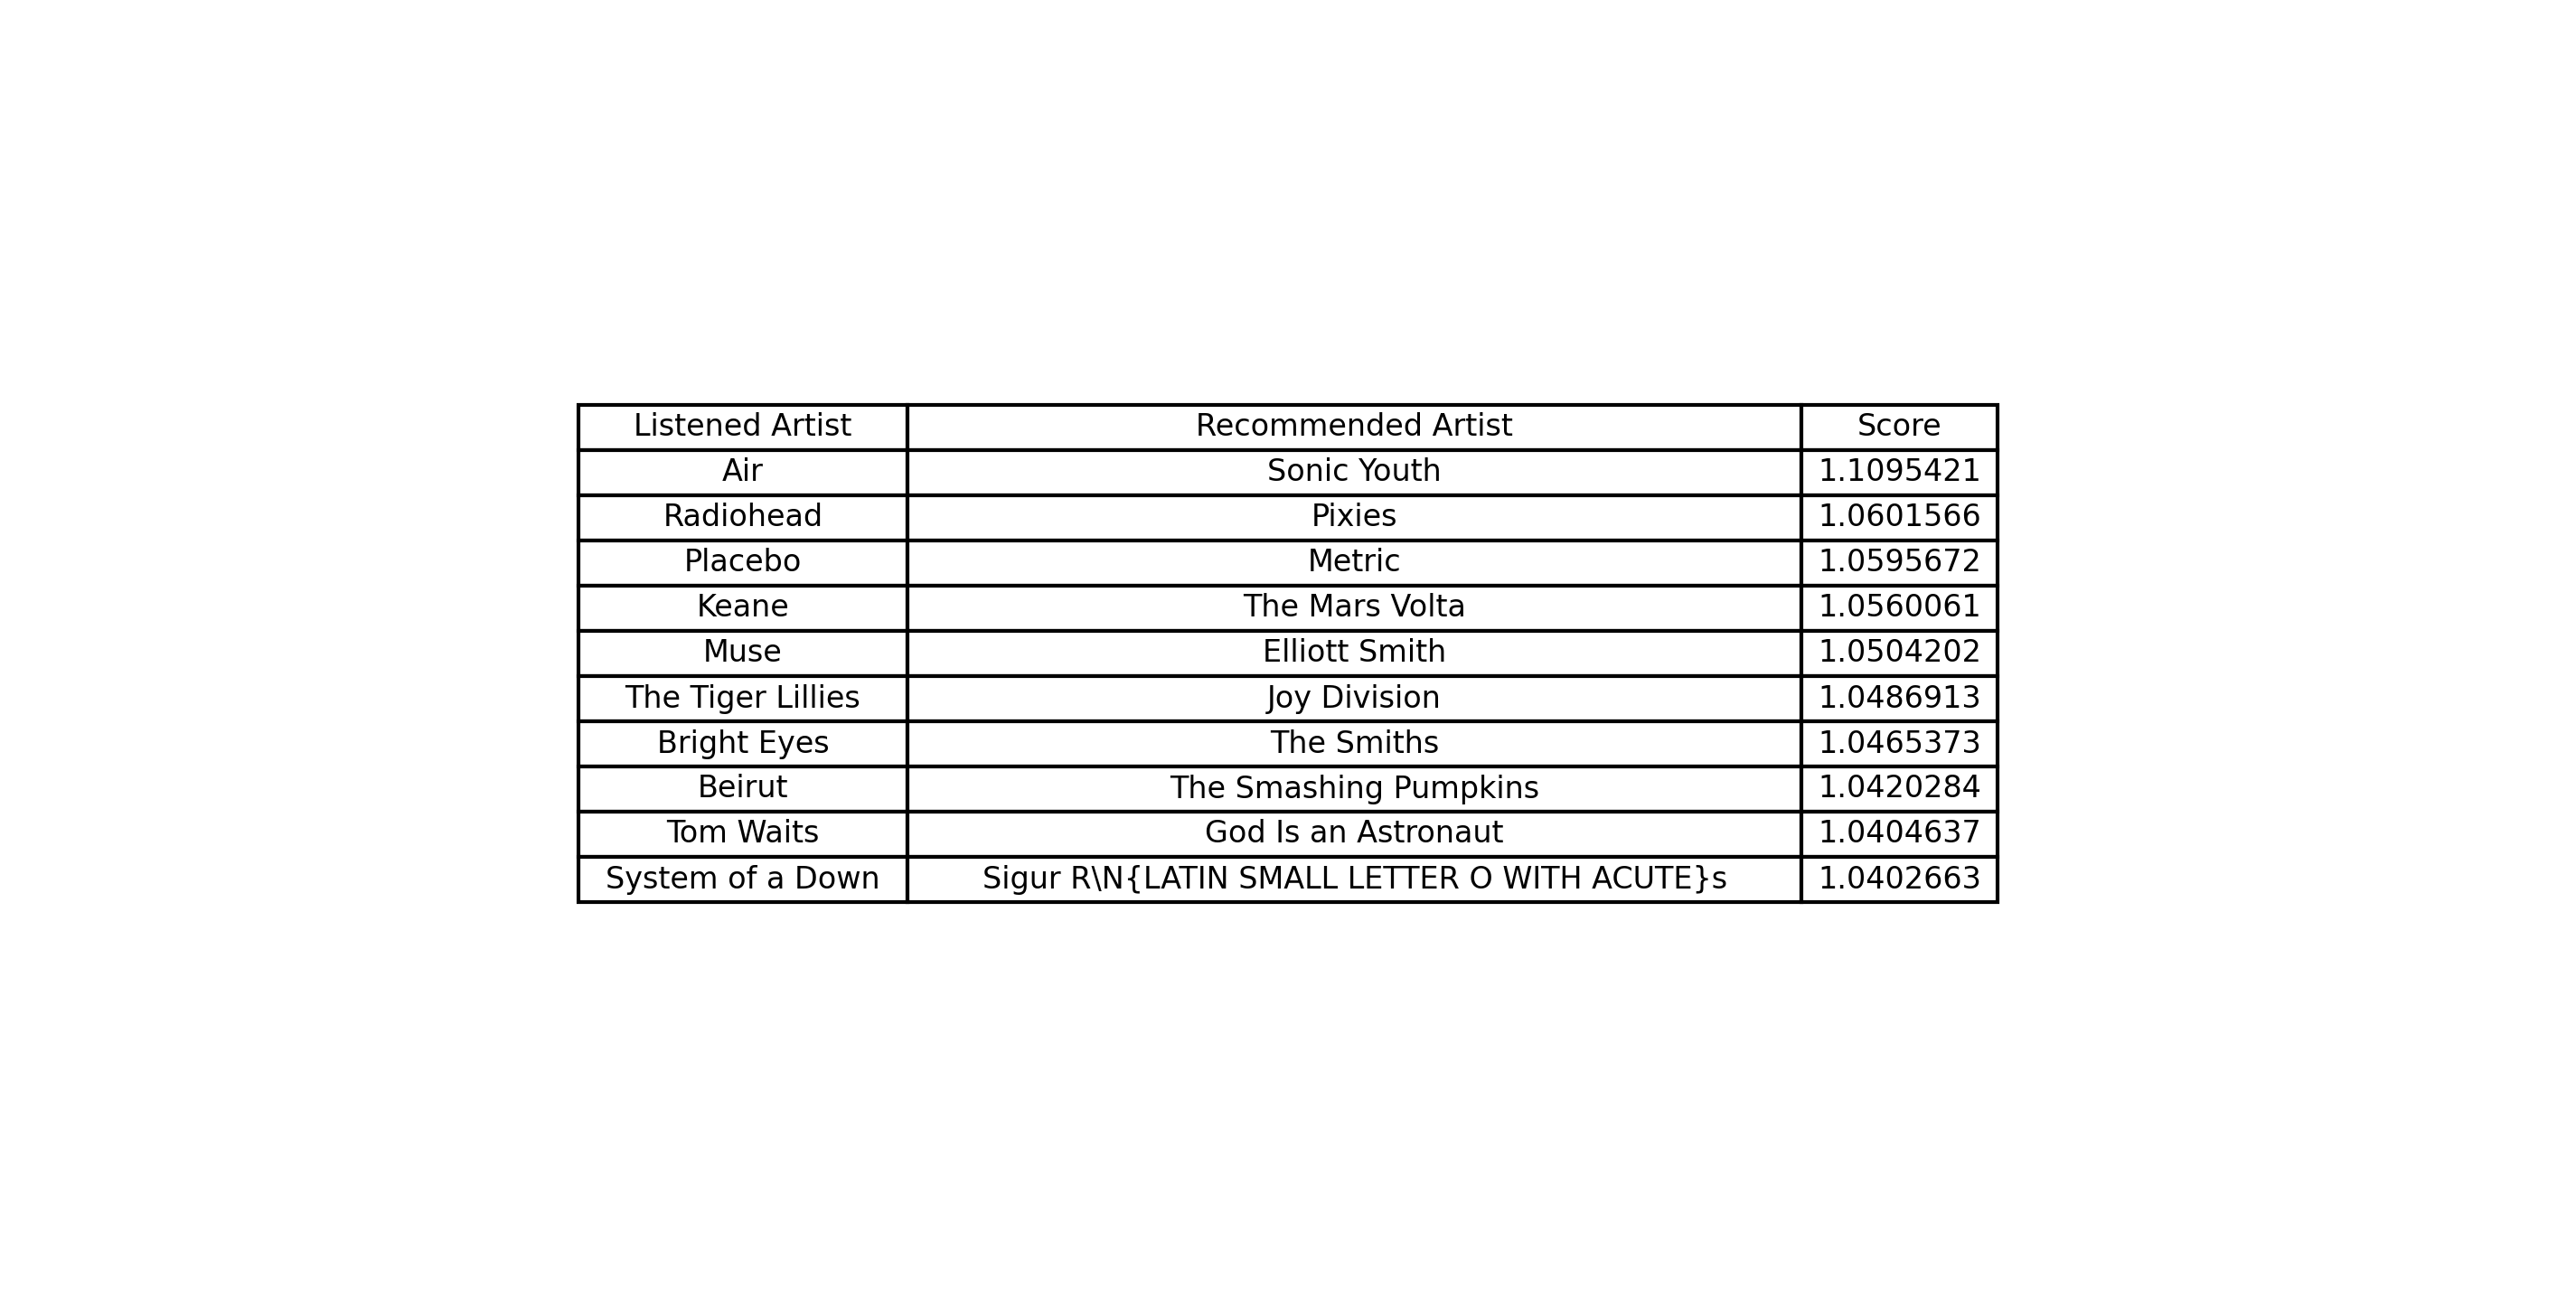 Listened Artist Recommended Artist Score
Air Sonic Youth 1.1095421
Radiohead Pixies 1.0601566
Placebo Metric 1.0595672
Keane The Mars Volta 1.0560061
Muse Elliott Smith 1.0504202
The Tiger Lillies Joy Division 1.0486913
Bright Eyes The Smiths 1.0465373
Beirut The Smashing Pumpkins 1.0420284
Tom Waits God Is an Astronaut 1.0404637
System of a Down Sigur R\N{LATIN SMALL LETTER O WITH ACUTE}s 1.0402663